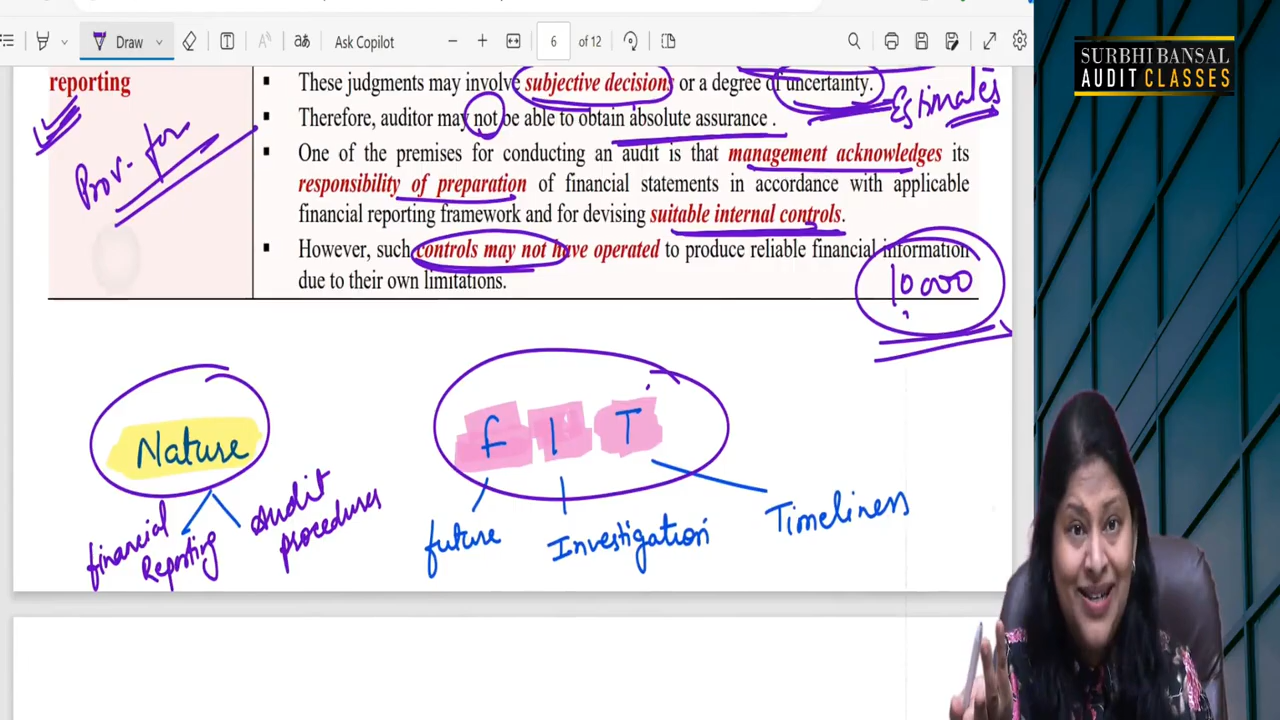 Draw
Ask Copilot
6 of 12
SURBHI BANSAL
AUDIT CLASSES
reporting
▪ These judgments may involve subjective decisions or a degree of uncertainty.
Estimates
▪ Therefore, auditor may not be able to obtain absolute assurance .
Prov. for
▪ One of the premises for conducting an audit is that management acknowledges its
responsibility of preparation of financial statements in accordance with applicable
financial reporting framework and for devising suitable internal controls.
▪ However, such controls may not have operated to produce reliable financial information
due to their own limitations.
10,000
Nature
f I T
financial
Reporting
Audit
procedures
future
Investigation
Timeliness